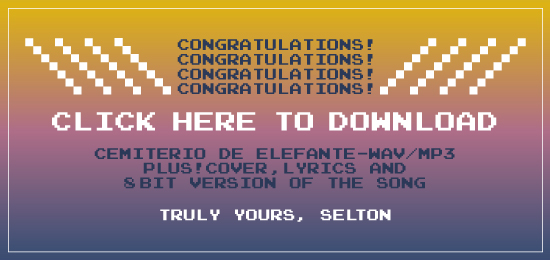 CONGRATULATIONS!
CONGRATULATIONS!
CONGRATULATIONS!
CONGRATULATIONS!
CLICK HERE TO DOWNLOAD
CEMITERIO DE ELEFANTE-WAV/MP3
PLUS!COVER,LYRICS AND
8BIT VERSION OF THE SONG
TRULY YOURS, SELTON